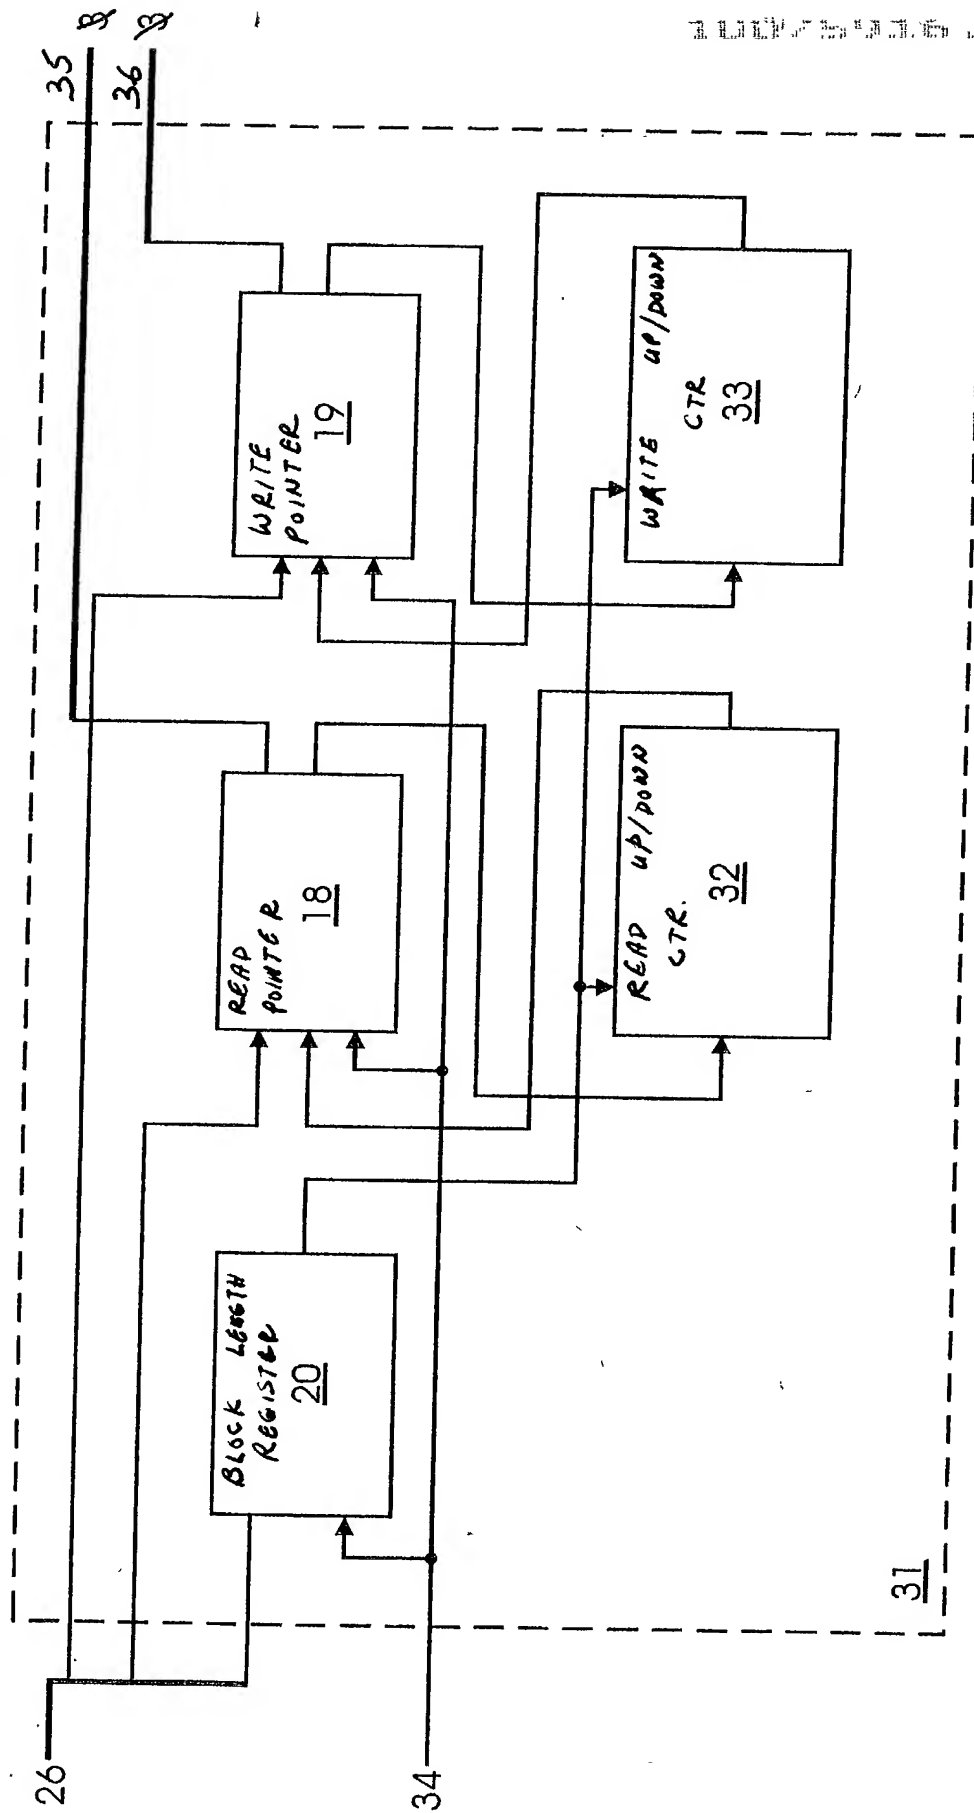 35
36
26
34
BLOCK LENGTH
REGISTER
20
READ
POINTER
18
WRITE
POINTER
19
READ UP/DOWN
CTR.
32
WRITE UP/DOWN
CTR
33
31